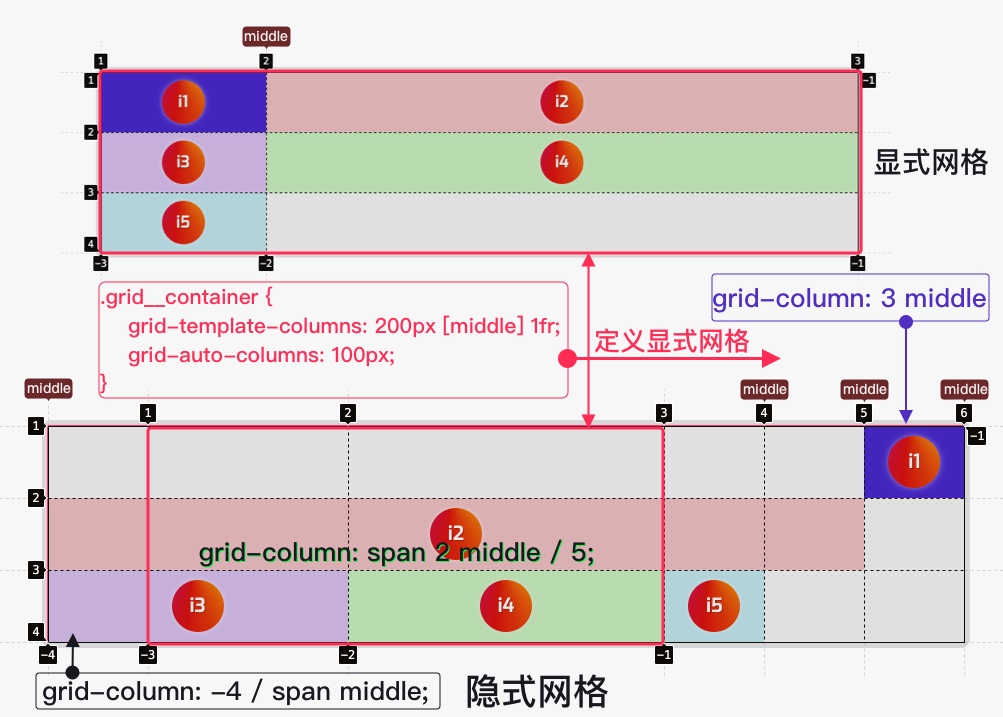 middle
1 2 3
1 -1
i1 i2
2
i3 i4
显式网格
3
i5
4
-3 -2 -1
.grid__container {
grid-template-columns: 200px [middle] 1fr;
grid-auto-columns: 100px;
}
grid-column: 3 middle
定义显式网格
middle middle middle middle
1 2 3 4 5 6
1 -1
i1
2
i2
grid-column: span 2 middle / 5;
3
i3 i4 i5
4
-4 -3 -2 -1
grid-column: -4 / span middle;
隐式网格